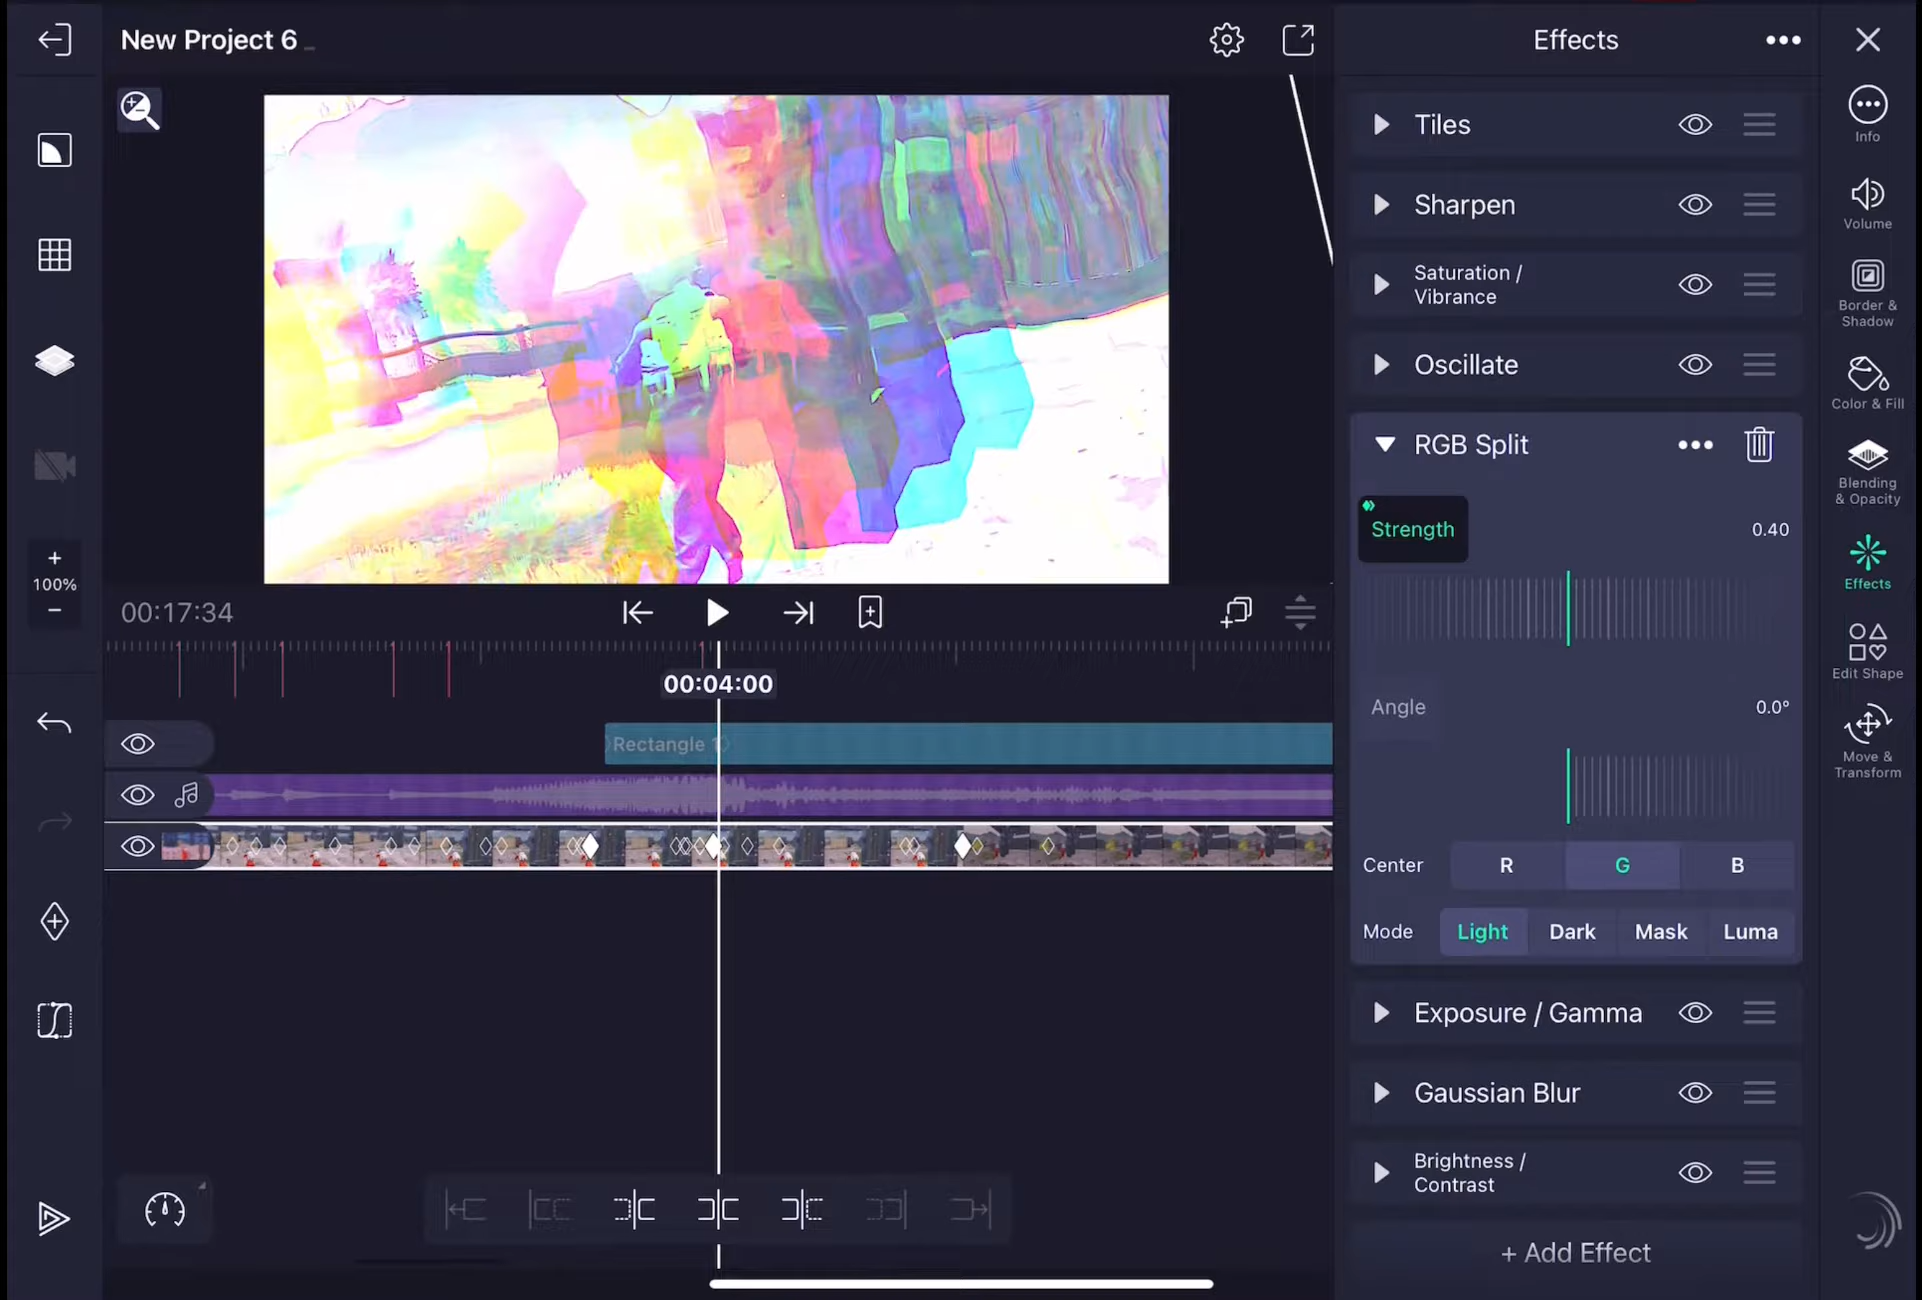 New Project 6
Effects
Info
Volume
Border &
Shadow
Color & Fill
Blending
& Opacity
Effects
Edit Shape
Move &
Transform
Tiles
Sharpen
Saturation /
Vibrance
Oscillate
RGB Split
Strength
0.40
Angle
0.0°
Center
R
G
B
Mode
Light
Dark
Mask
Luma
Exposure / Gamma
Gaussian Blur
Brightness /
Contrast
+ Add Effect
+
100%
−
00:17:34
00:04:00
Rectangle 1